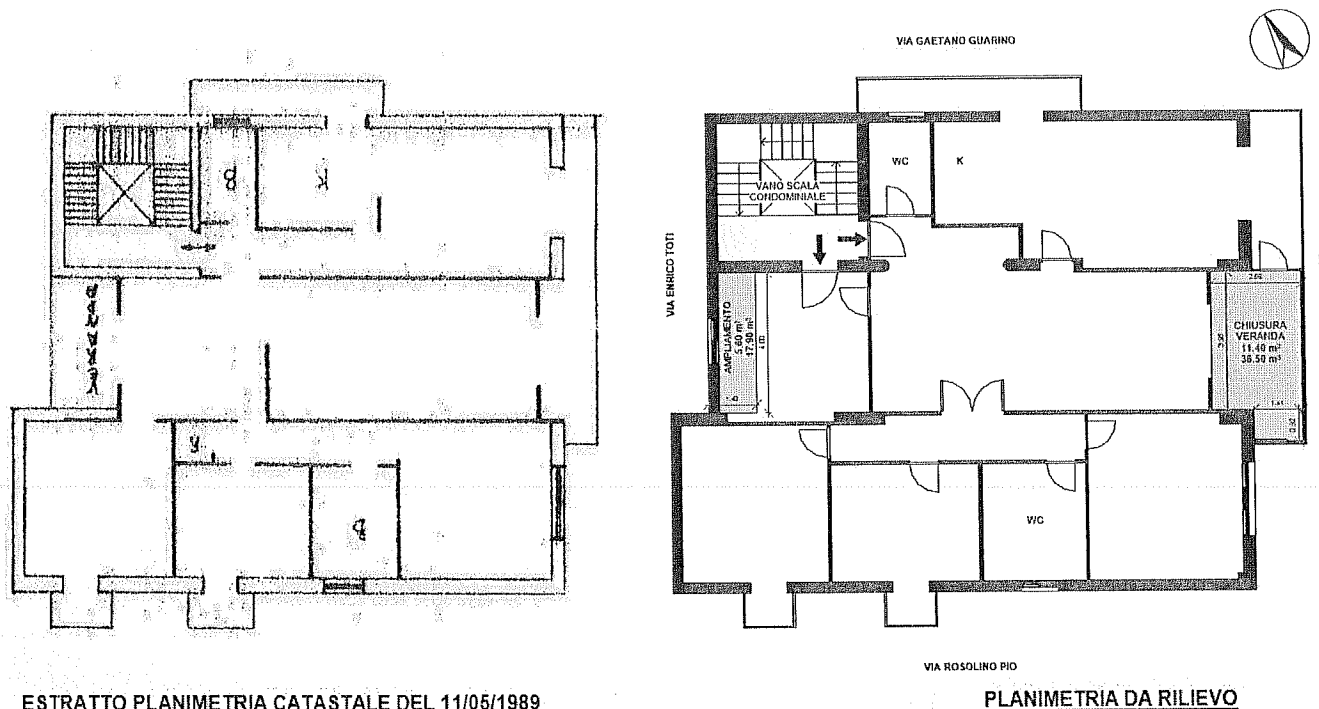 VIA GAETANO GUARINO
WC
K
VANO SCALA
CONDOMINIALE
VIA ENRICO TOTI
AMPLIAMENTO
5.60 m²
17.90 m³
4.00
CHIUSURA
VERANDA
11.40 m²
36.50 m³
WC
VIA ROSOLINO PIO
K
ESTRATTO PLANIMETRIA CATASTALE DEL 11/05/1989
PLANIMETRIA DA RILIEVO